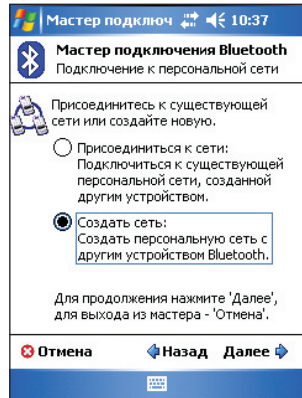 Мастер подключ 10:37
Мастер подключения Bluetooth
Подключение к персональной сети
Присоединитесь к существующей
сети или создайте новую.
Присоединиться к сети:
Подключиться к существующей
персональной сети, созданной
другим устройством.
Создать сеть:
Создать персональную сеть с
другим устройством Bluetooth.
Для продолжения нажмите 'Далее',
для выхода из мастера - 'Отмена'.
Отмена Назад Далее